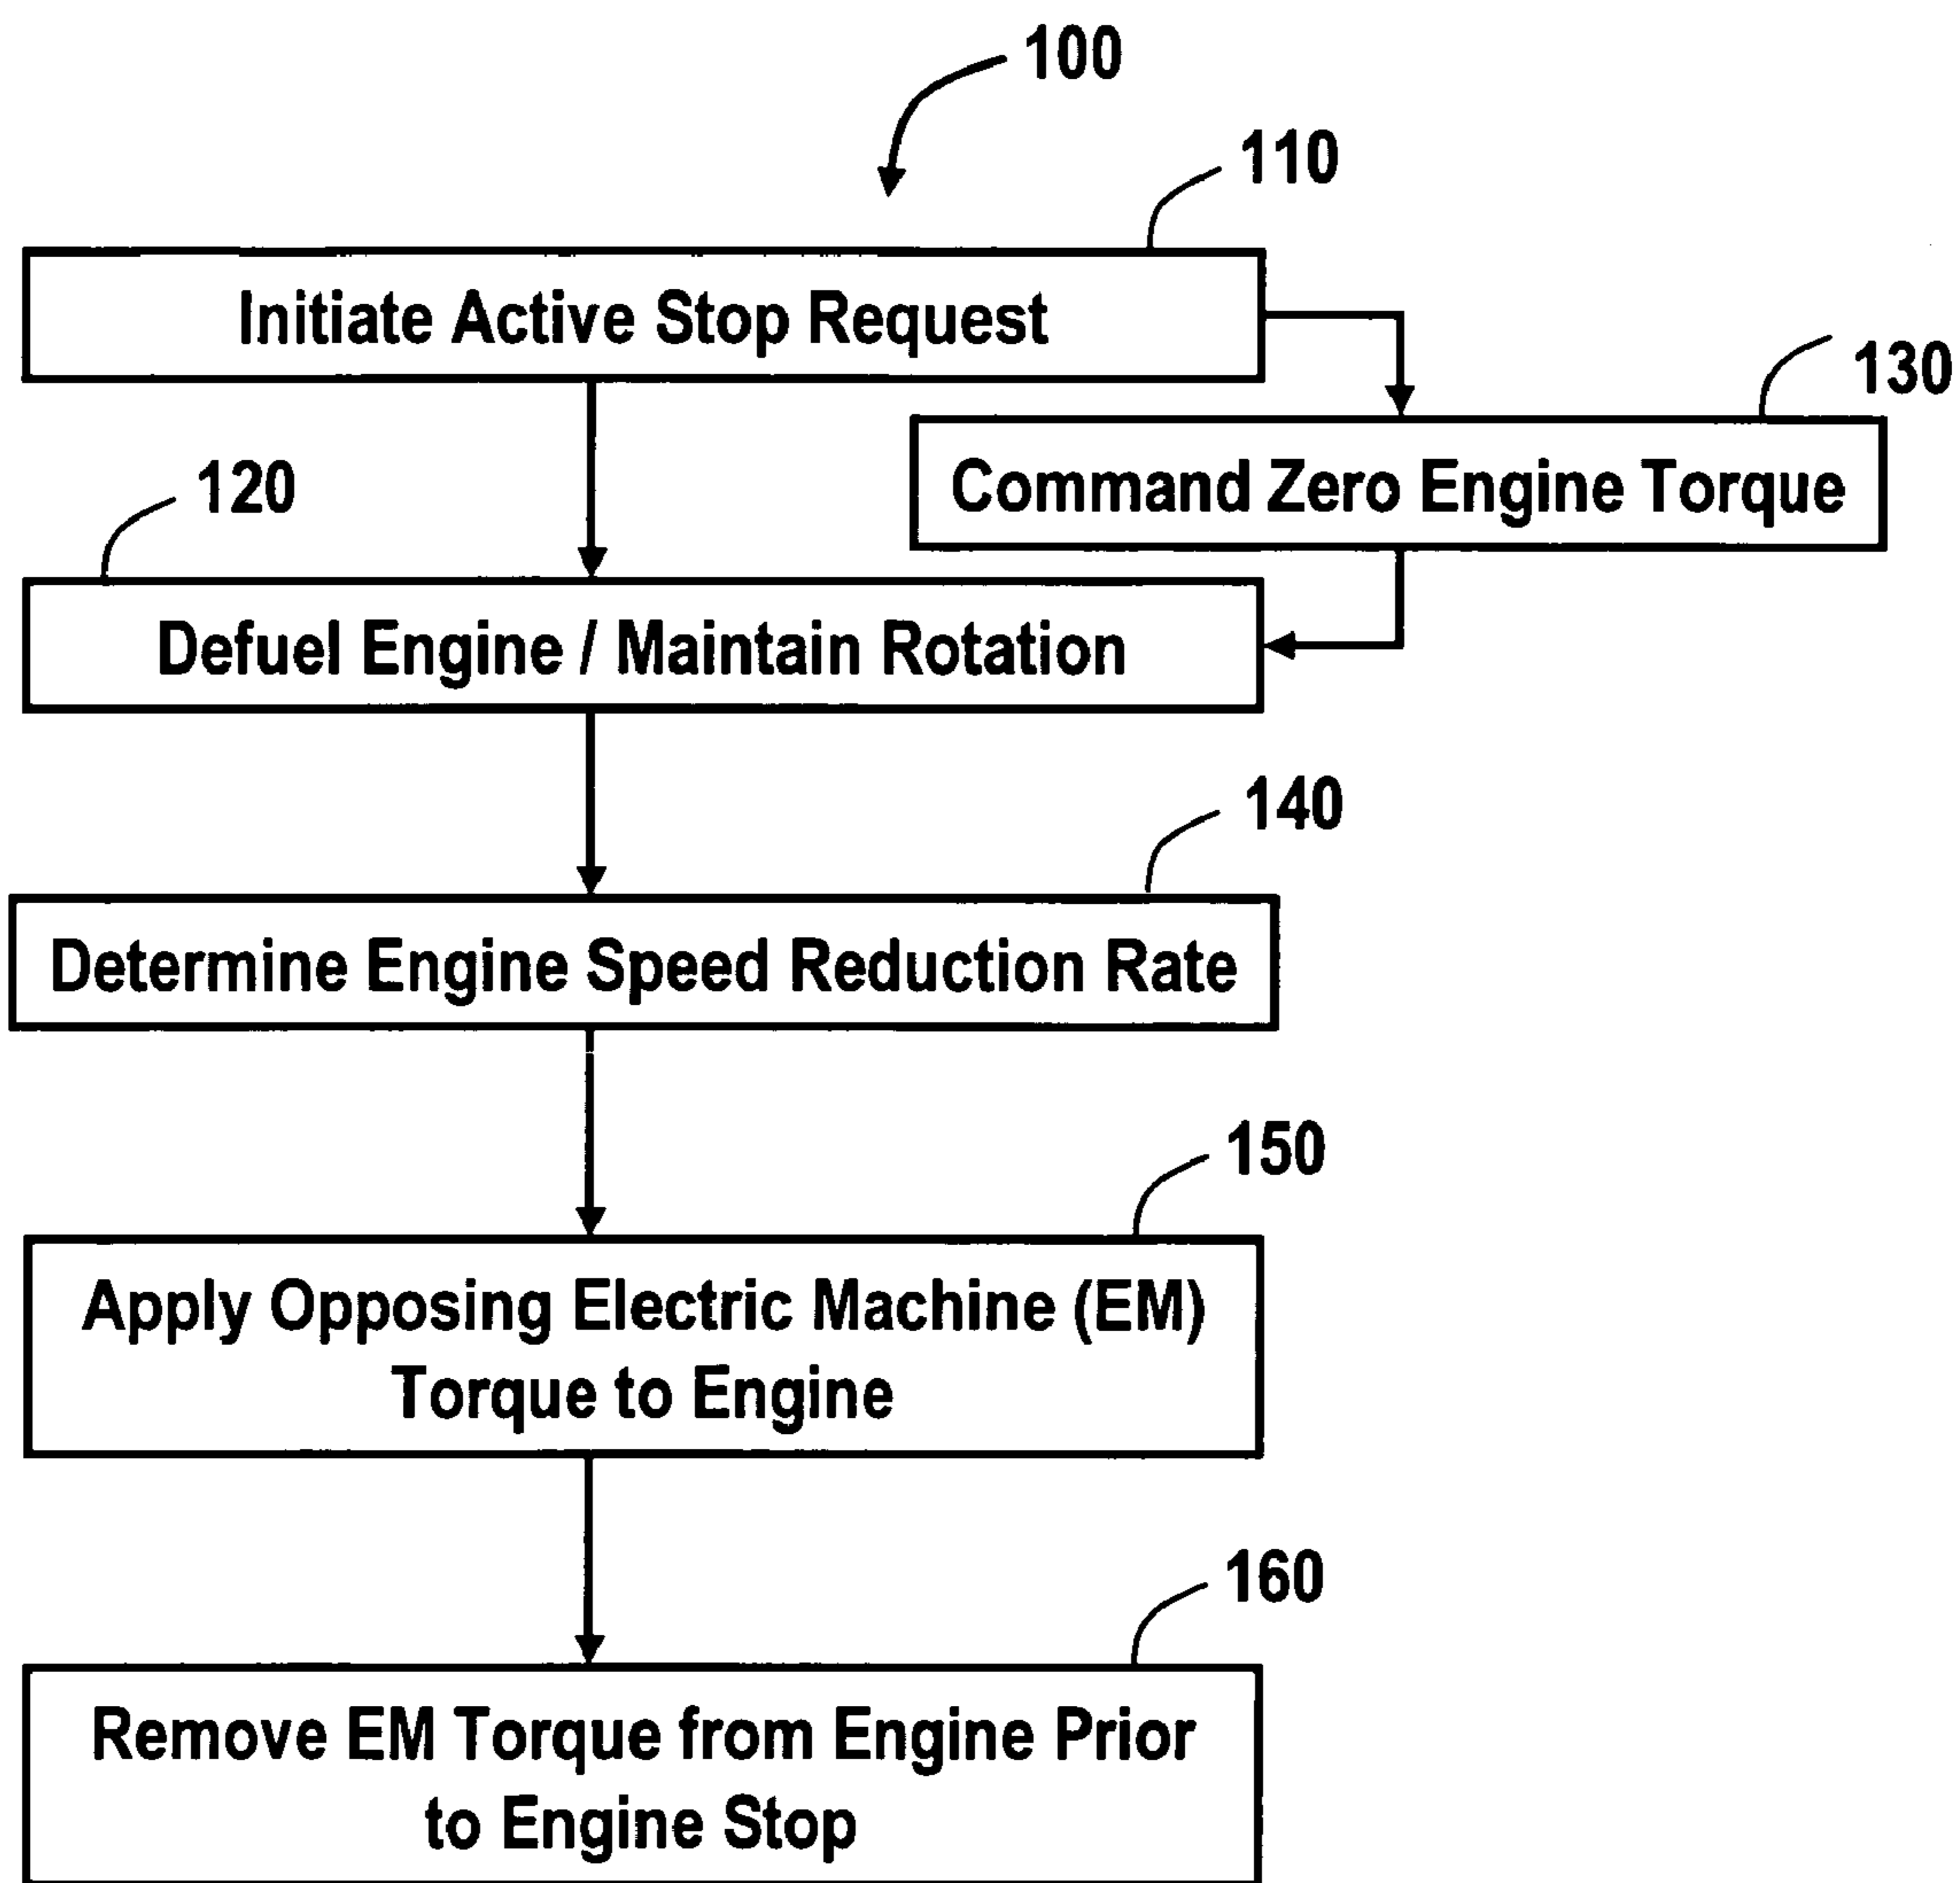 100
110
Initiate Active Stop Request
130
Command Zero Engine Torque
120
Defuel Engine / Maintain Rotation
140
Determine Engine Speed Reduction Rate
150
Apply Opposing Electric Machine (EM)
Torque to Engine
160
Remove EM Torque from Engine Prior
to Engine Stop